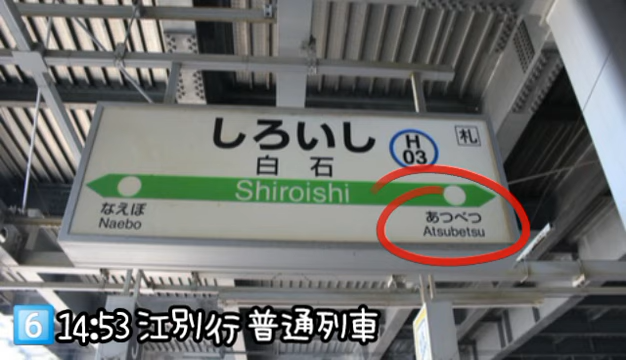 しろいし
H
03
札
白石
Shiroishi
なえぼ
Naebo
あつべつ
Atsubetsu
6 14:53 江別行 普通列車